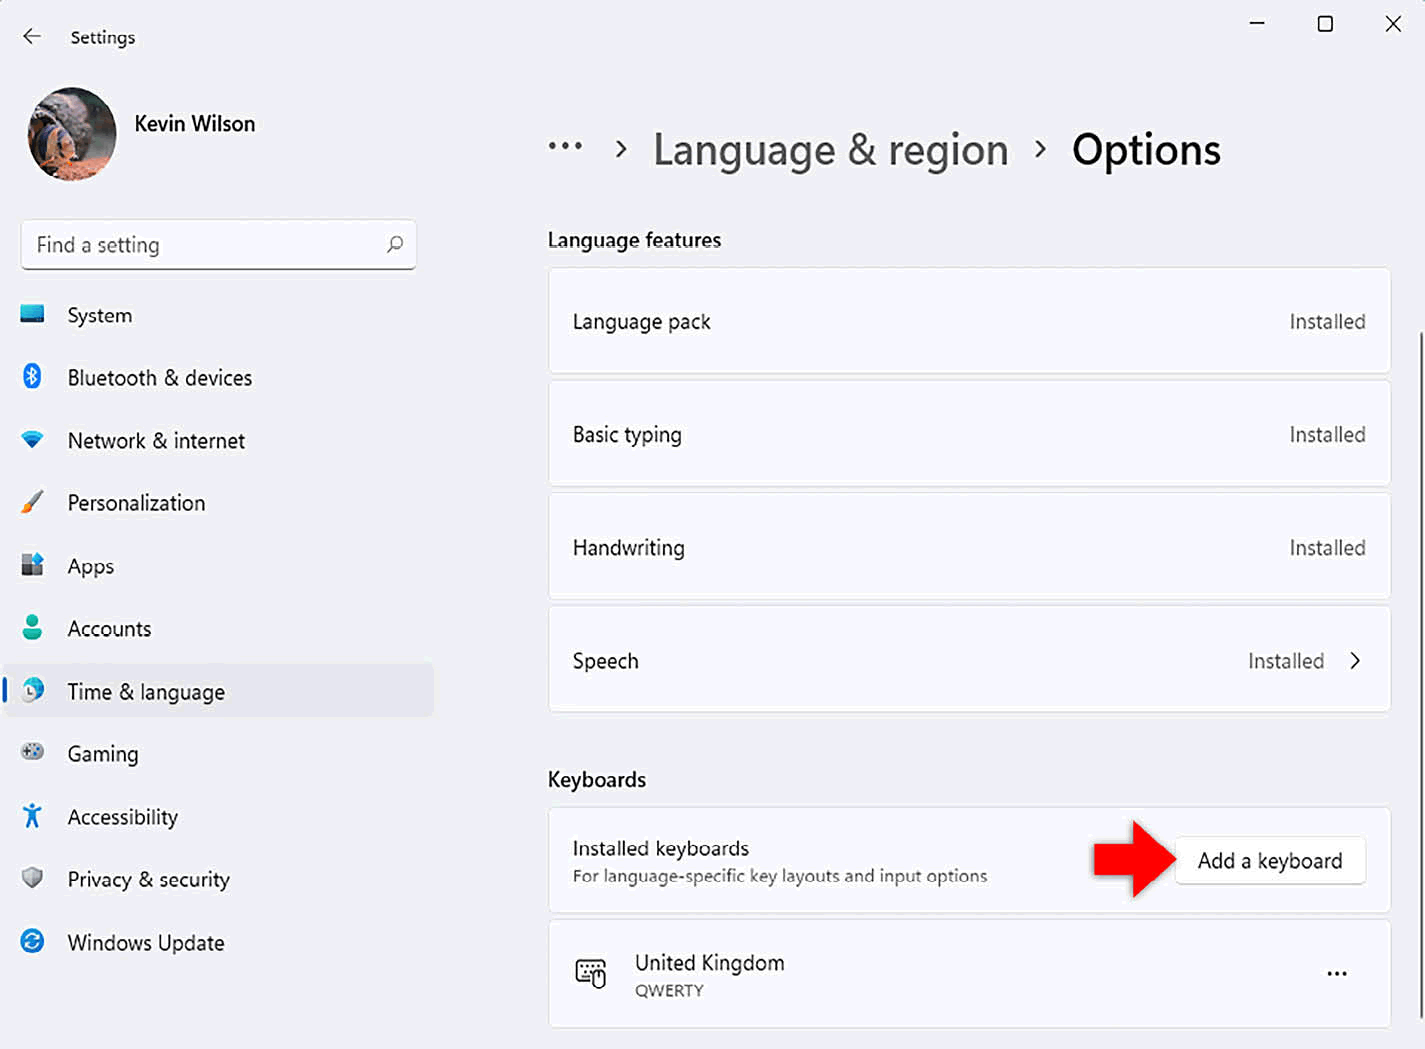 Settings
Kevin Wilson
Find a setting
System
Bluetooth & devices
Network & internet
Personalization
Apps
Accounts
Time & language
Gaming
Accessibility
Privacy & security
Windows Update
... > Language & region > Options
Language features
Language pack Installed
Basic typing Installed
Handwriting Installed
Speech Installed
Keyboards
Installed keyboards
For language-specific key layouts and input options
Add a keyboard
United Kingdom
QWERTY